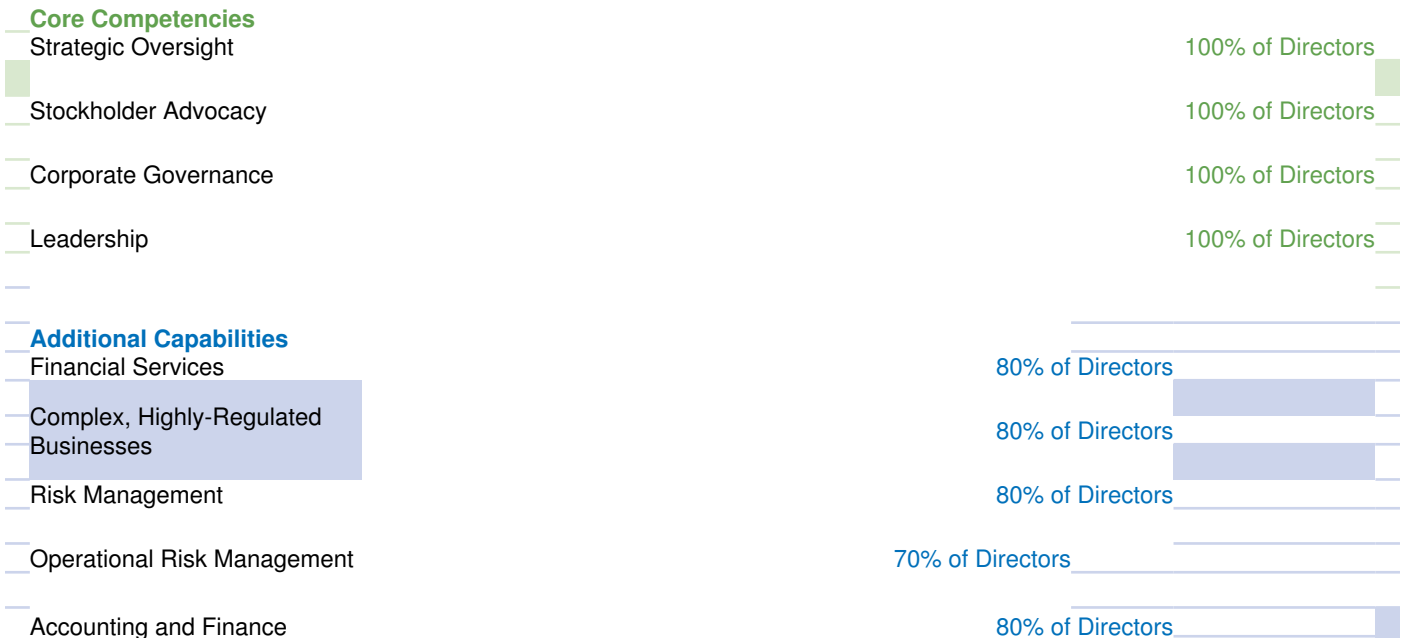 Core Competencies
Strategic Oversight 100% of Directors
Stockholder Advocacy 100% of Directors
Corporate Governance 100% of Directors
Leadership 100% of Directors
Additional Capabilities
Financial Services 80% of Directors
Complex, Highly-Regulated
Businesses 80% of Directors
Risk Management 80% of Directors
Operational Risk Management 70% of Directors
Accounting and Finance 80% of Directors